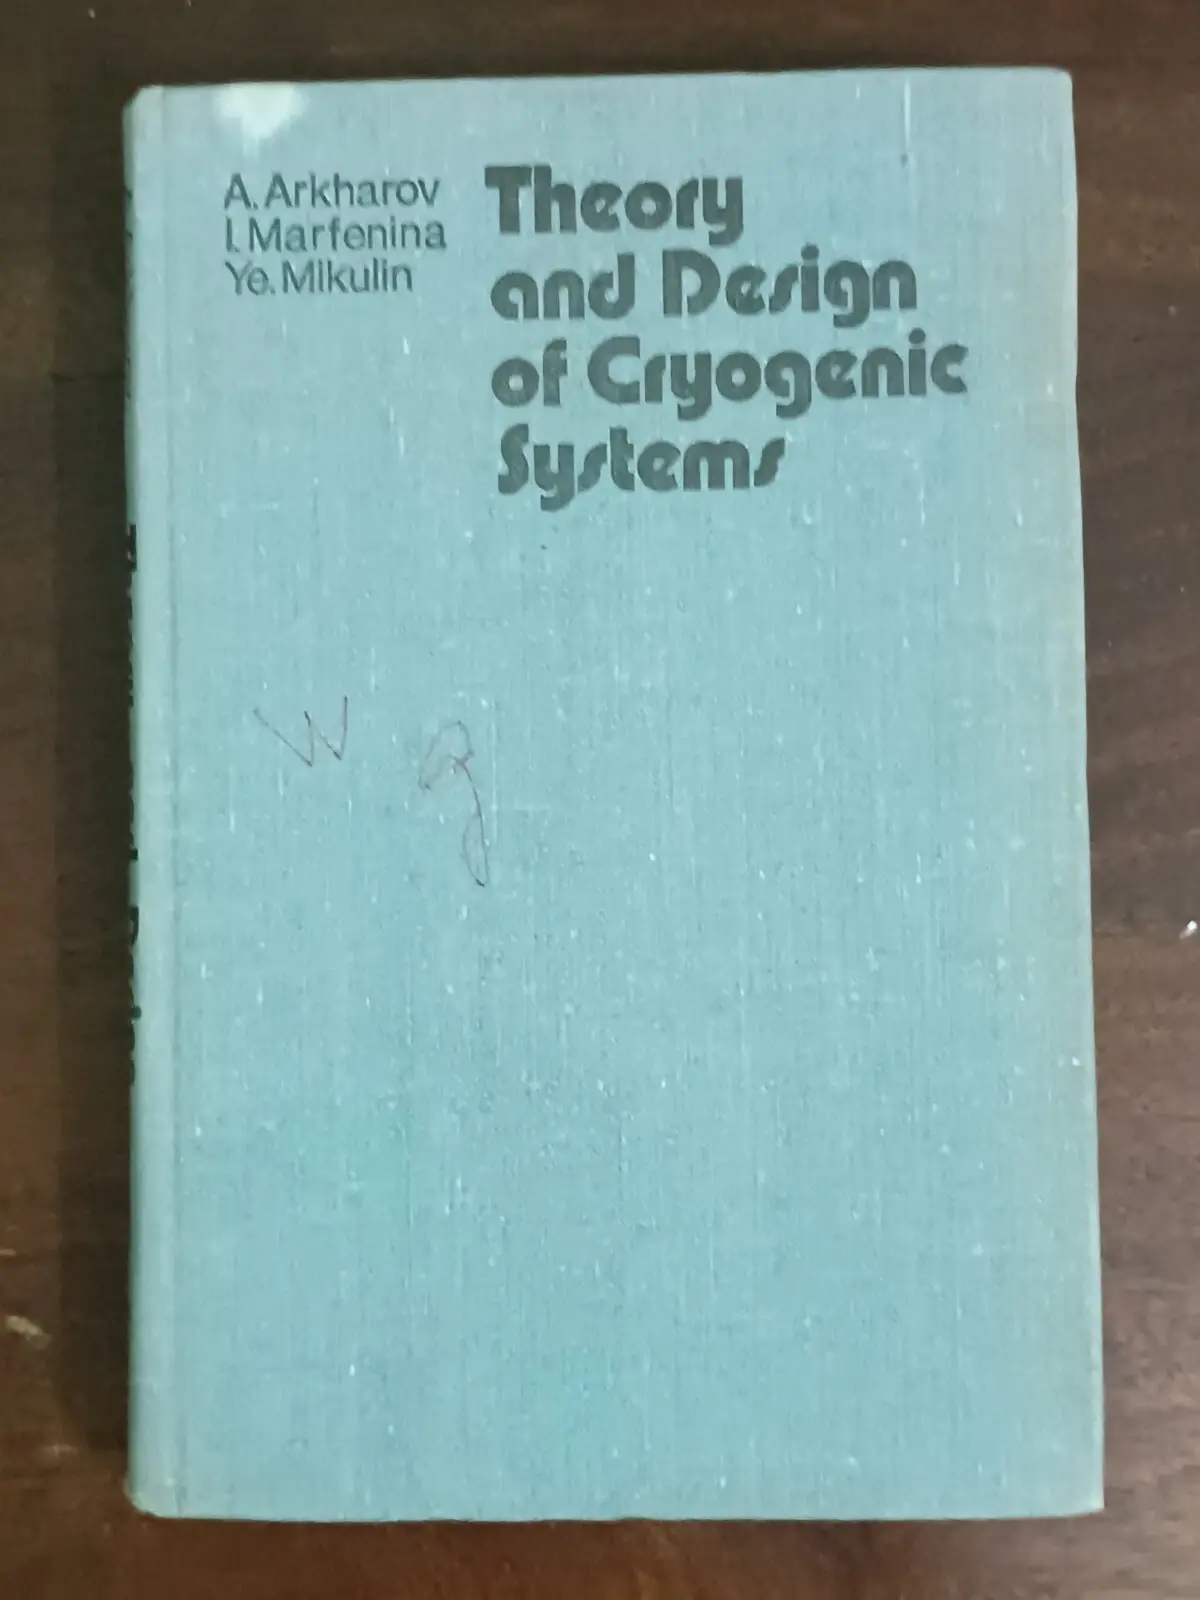 A. Arkharov
I. Marfenina
Ye. Mikulin
Theory
and Design
of Cryogenic
Systems
W